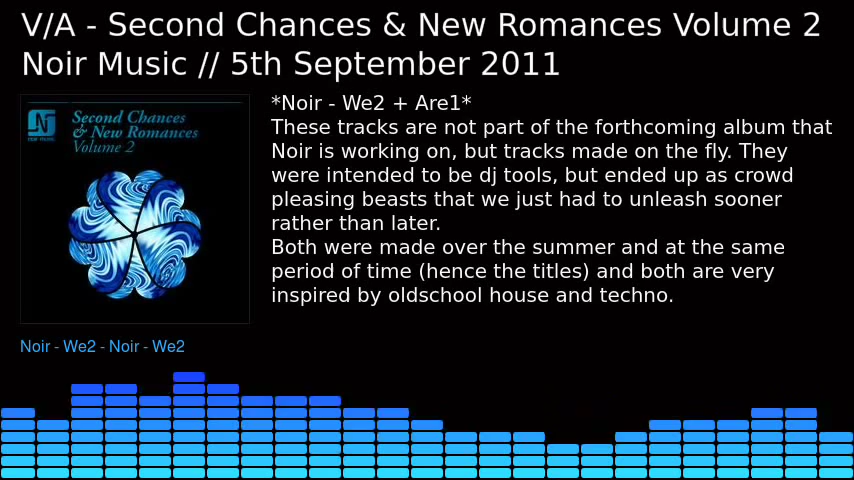 V/A - Second Chances & New Romances Volume 2
Noir Music // 5th September 2011
N
NOIR MUSIC
Second Chances
& New Romances
Volume 2
*Noir - We2 + Are1*
These tracks are not part of the forthcoming album that
Noir is working on, but tracks made on the fly. They
were intended to be dj tools, but ended up as crowd
pleasing beasts that we just had to unleash sooner
rather than later.
Both were made over the summer and at the same
period of time (hence the titles) and both are very
inspired by oldschool house and techno.
Noir - We2 - Noir - We2